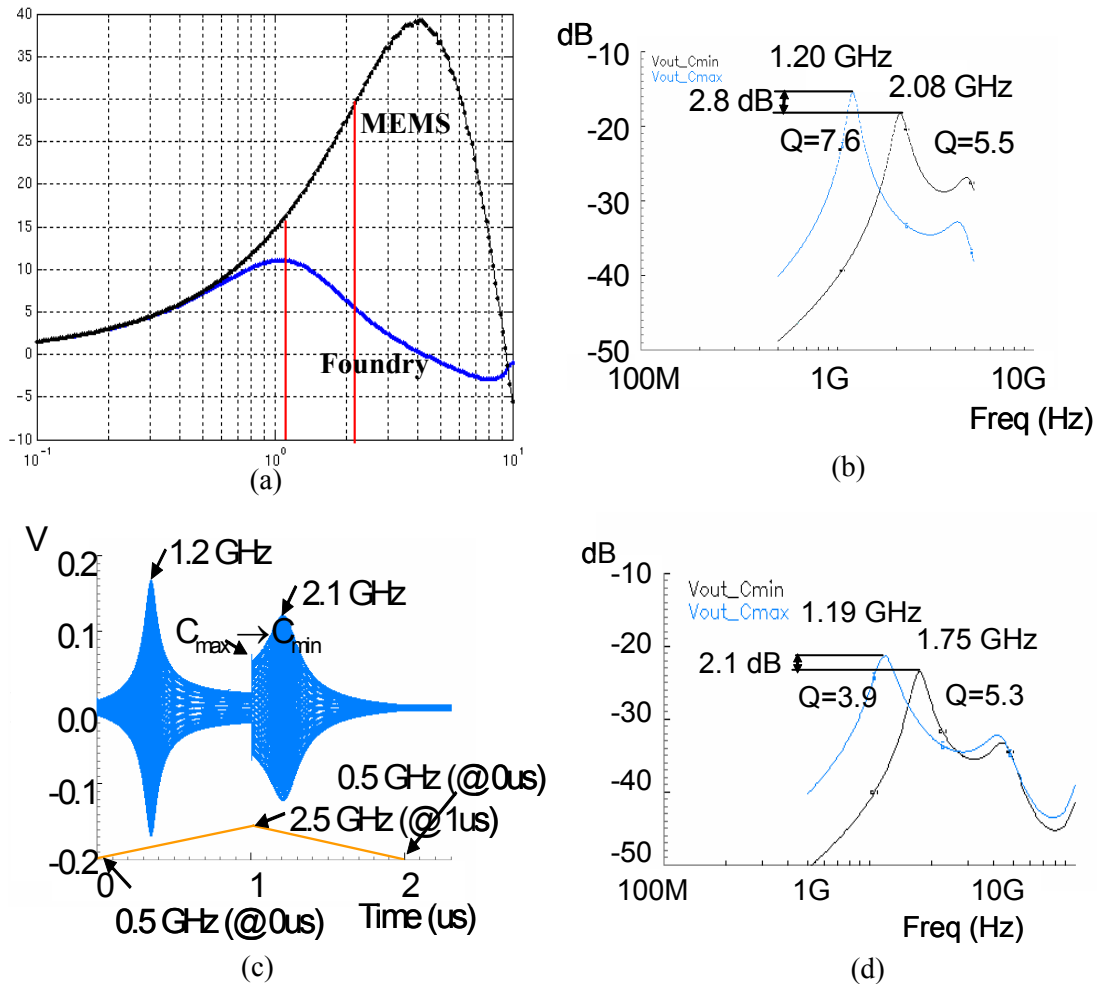 40
35
30
25
20
15
10
5
0
-5
-10
MEMS
Foundry
10⁻¹
10⁰
10¹
(a)
dB
-10
-20
-30
-40
-50
Vout_Cmin
Vout_Cmax
1.20 GHz
2.08 GHz
2.8 dB
Q=7.6
Q=5.5
100M
1G
10G
Freq (Hz)
(b)
V
0.2
0.1
0.0
-0.1
-0.2
1.2 GHz
2.1 GHz
Cmax → Cmin
0.5 GHz (@0us)
2.5 GHz (@1us)
0
1
2
Time (us)
0.5 GHz (@0us)
(c)
dB
-10
-20
-30
-40
-50
Vout_Cmin
Vout_Cmax
1.19 GHz
1.75 GHz
2.1 dB
Q=3.9
Q=5.3
100M
1G
10G
Freq (Hz)
(d)